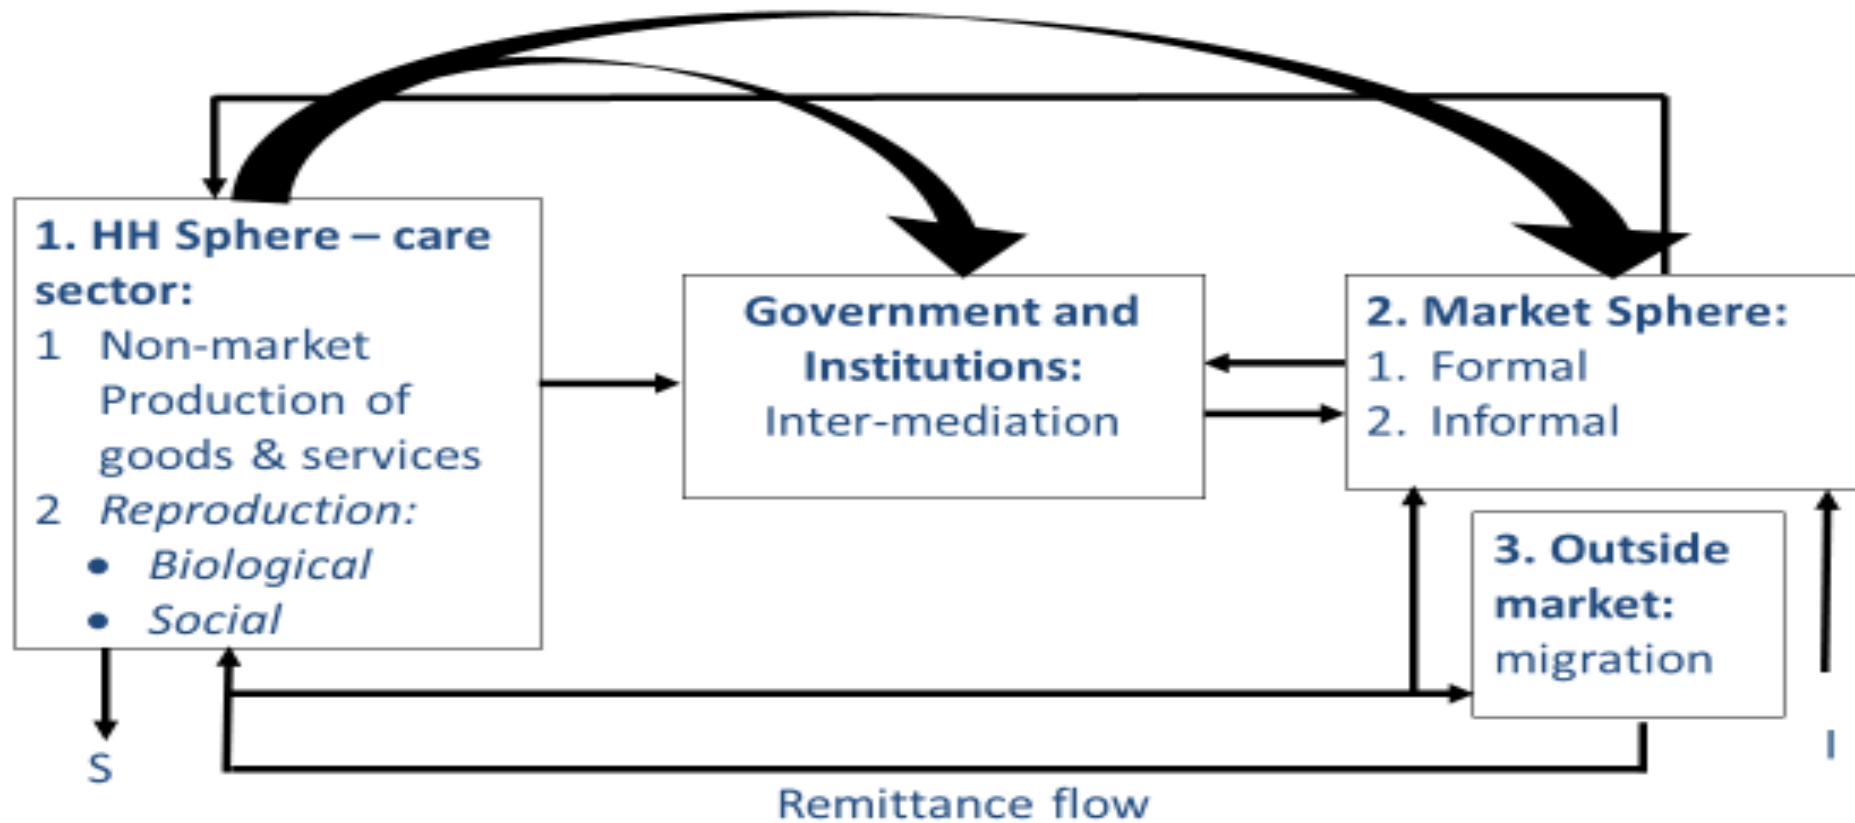 1. HH Sphere – care
sector:
1 Non-market
Production of
goods & services
2 Reproduction:
• Biological
• Social
Government and
Institutions:
Inter-mediation
2. Market Sphere:
1. Formal
2. Informal
3. Outside
market:
migration
S
I
Remittance flow